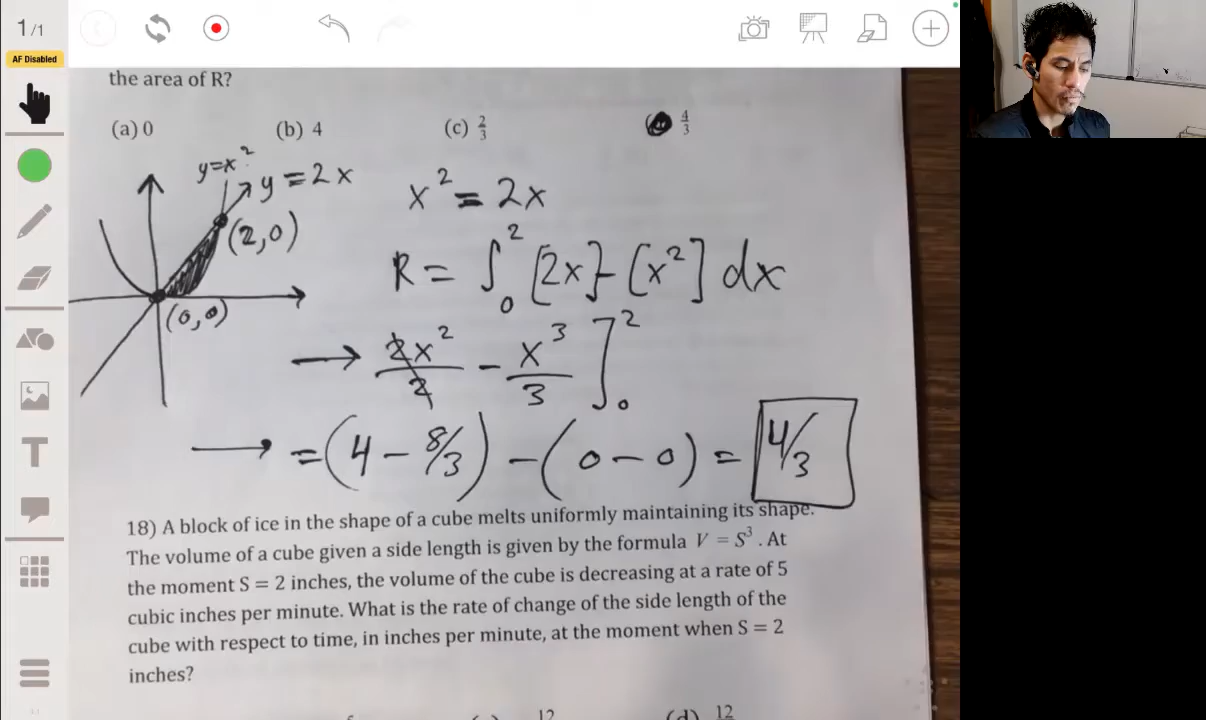 1/1
AF Disabled
the area of R?
(a) 0 (b) 4 (c) 2/3 4/3
y=x²
y=2x
x² = 2x
(2,0)
R = ∫₀² [2x] - [x²] dx
(0,0)
→ 2x²/2 - x³/3 ]₀²
→ =(4 - 8/3) - (0-0) = 4/3
18) A block of ice in the shape of a cube melts uniformly maintaining its shape.
The volume of a cube given a side length is given by the formula V = S³. At
the moment S = 2 inches, the volume of the cube is decreasing at a rate of 5
cubic inches per minute. What is the rate of change of the side length of the
cube with respect to time, in inches per minute, at the moment when S = 2
inches?
12 (d) 12
T